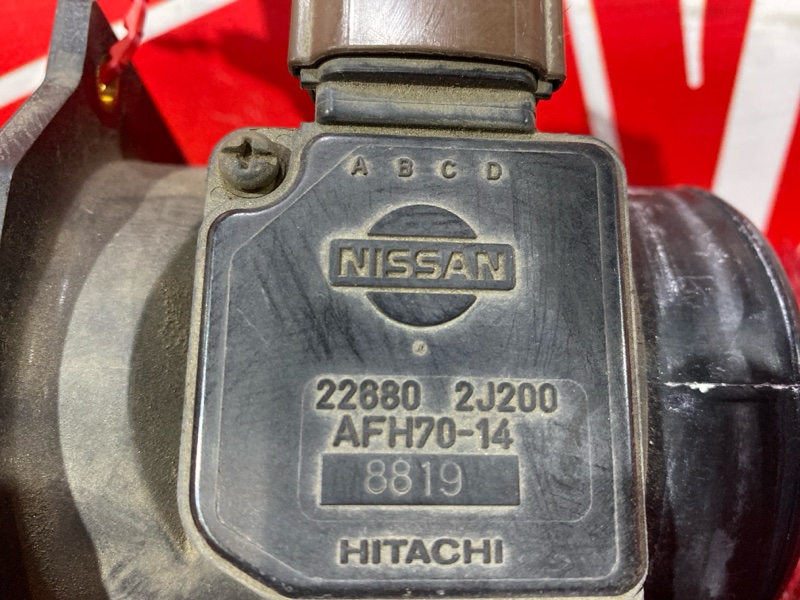 A B C D
NISSAN
22680 2J200
AFH70-14
8819
HITACHI